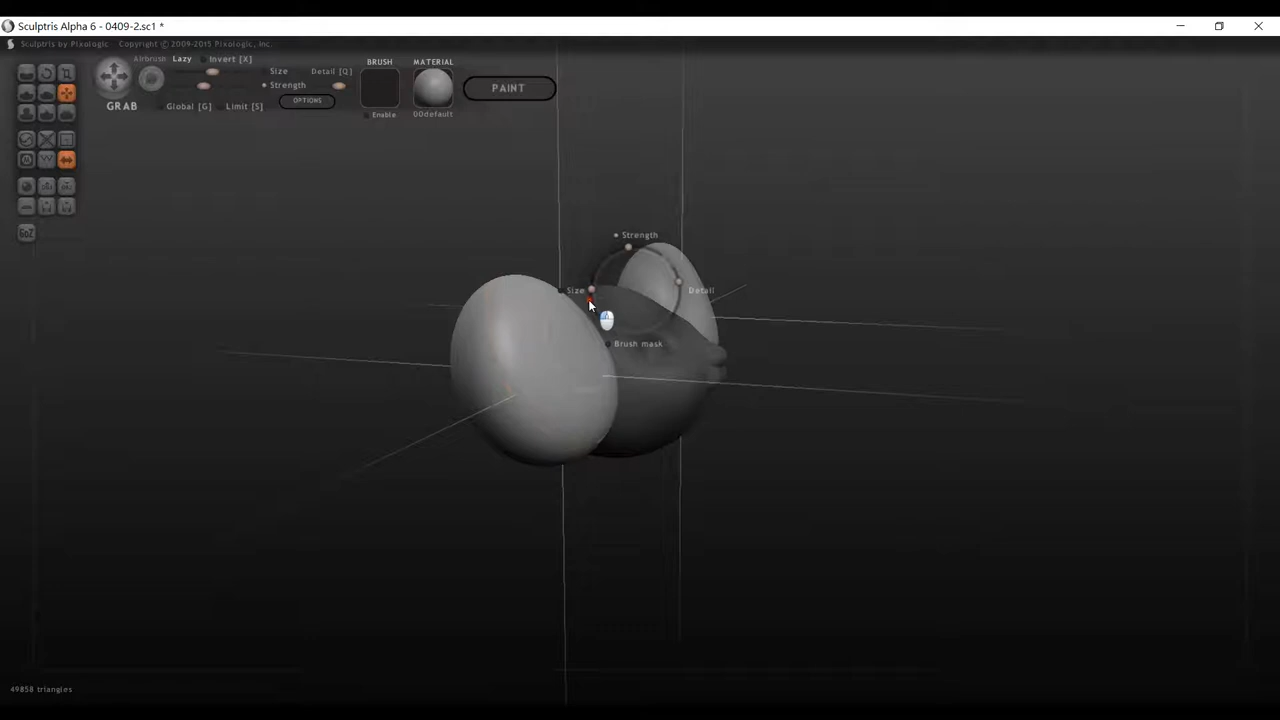 Sculptris Alpha 6 - 0409-2.sc1 *
Sculptris by Pixologic Copyright © 2009-2015 Pixologic, Inc.
Airbrush Lazy Invert [X]
Size Detail [Q]
Strength
OPTIONS
GRAB Global [G] Limit [S]
BRUSH
Enable
MATERIAL
00default
PAINT
GoZ
Strength
Size
Detail
Brush mask
49858 triangles